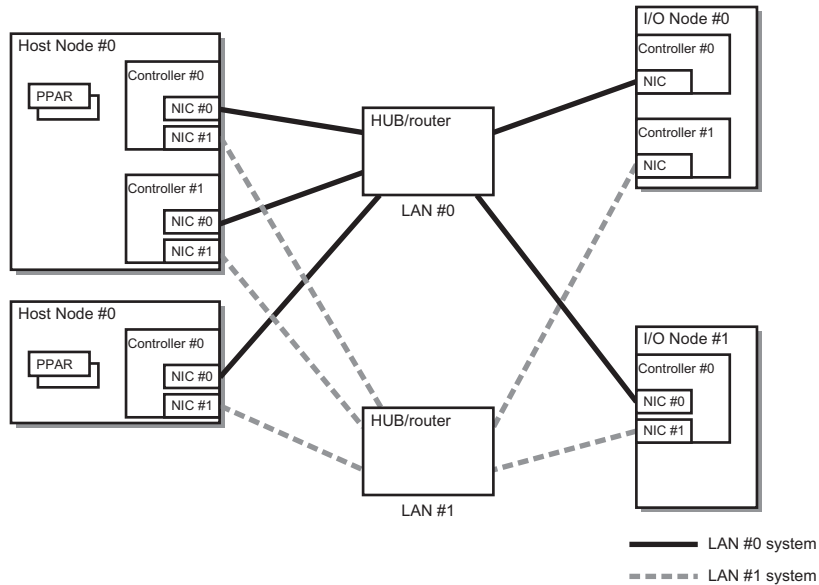 Host Node #0
PPAR
Controller #0
NIC #0
NIC #1
Controller #1
NIC #0
NIC #1
Host Node #0
PPAR
Controller #0
NIC #0
NIC #1
HUB/router
LAN #0
HUB/router
LAN #1
I/O Node #0
Controller #0
NIC
Controller #1
NIC
I/O Node #1
Controller #0
NIC #0
NIC #1
LAN #0 system
LAN #1 system